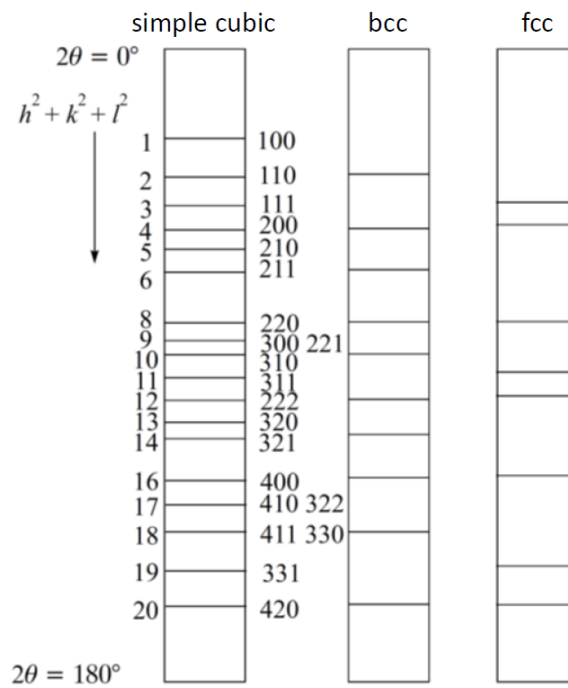 simple cubic bcc fcc
2θ = 0°
h² + k² + l²
1 100
2 110
3 111
4 200
5 210
6 211
8 220
9 300 221
10 310
11 311
12 222
13 320
14 321
16 400
17 410 322
18 411 330
19 331
20 420
2θ = 180°